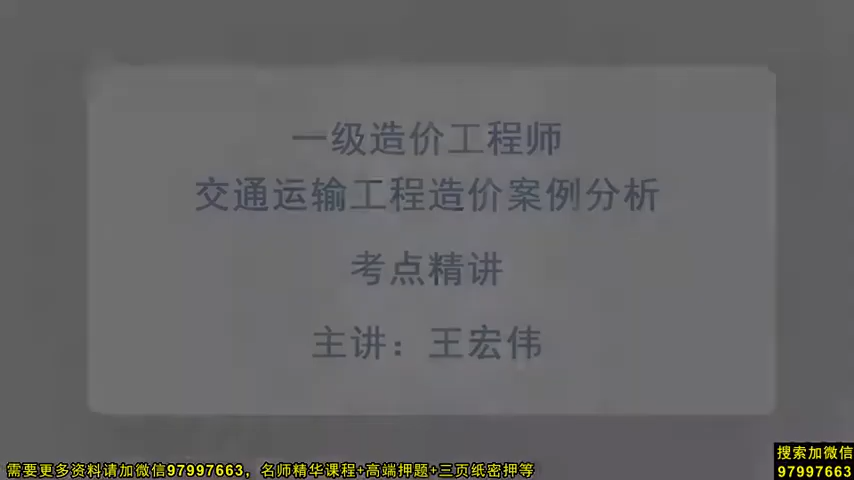 一级造价工程师
交通运输工程造价案例分析
考点精讲
主讲：王宏伟
需要更多资料请加微信97997663，名师精华课程+高端押题+三页纸密押等
搜索加微信
97997663